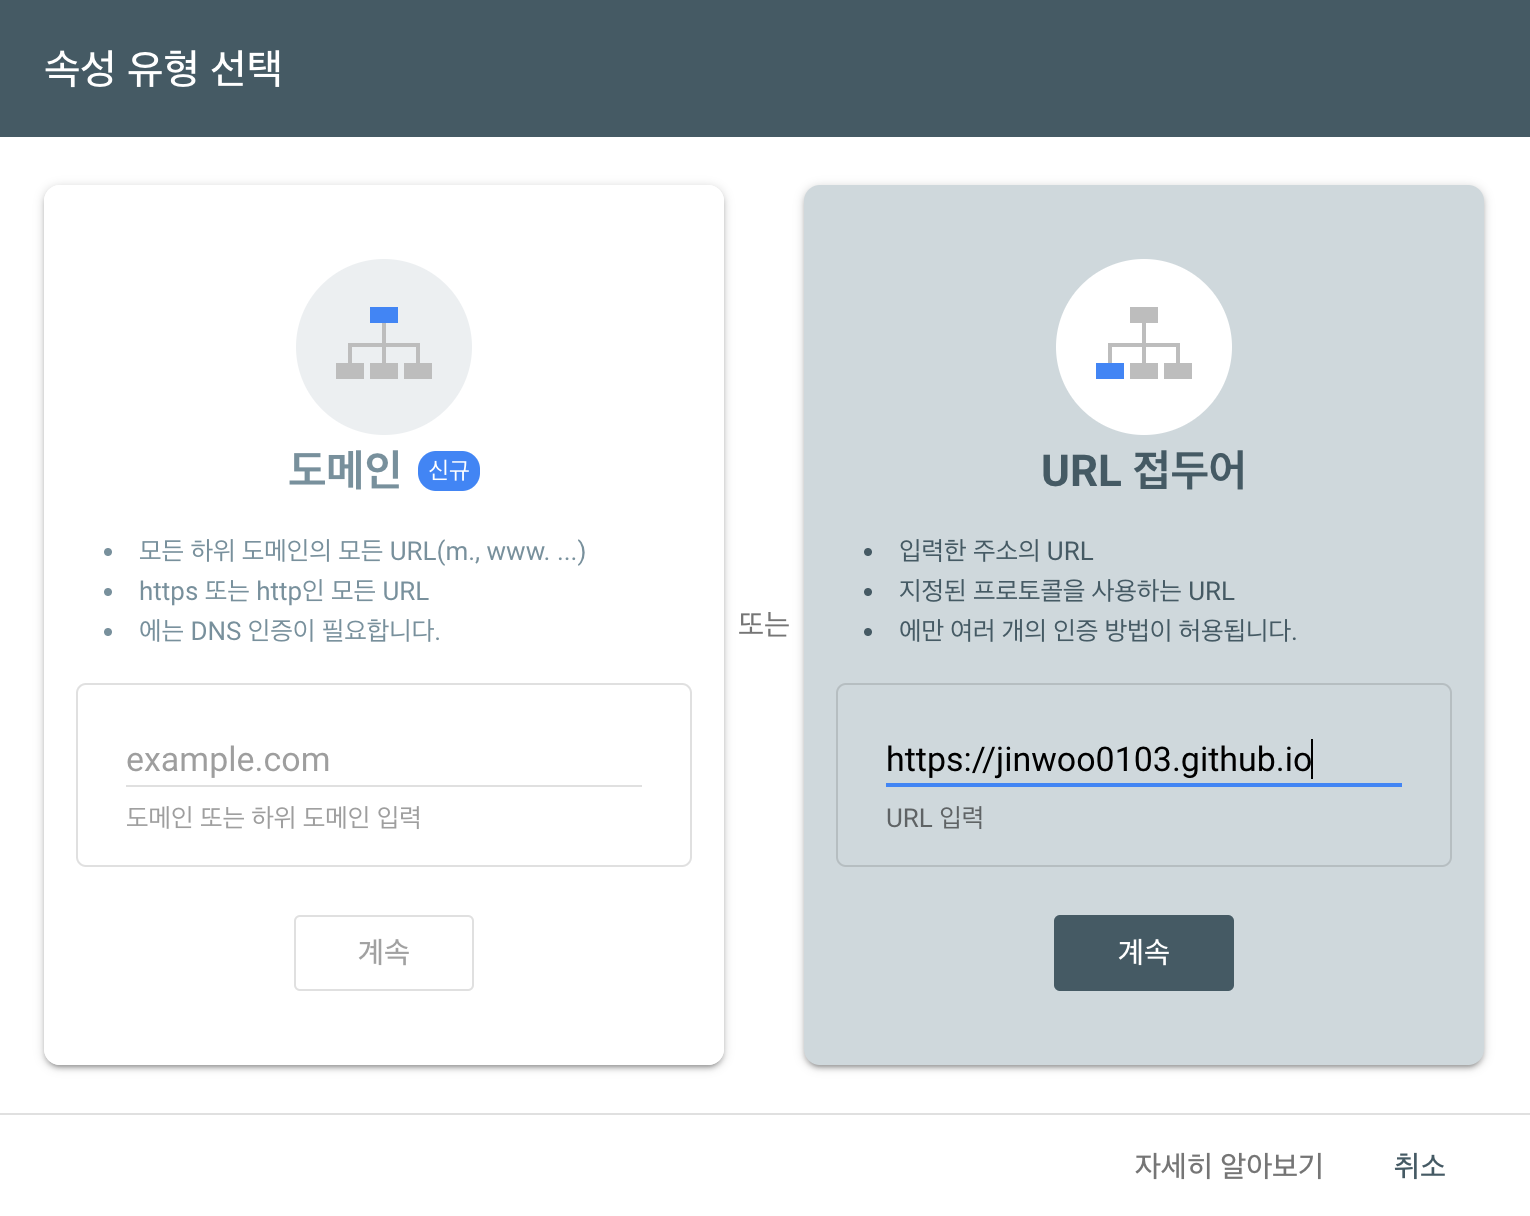 속성 유형 선택
도메인 신규
모든 하위 도메인의 모든 URL(m., www. ...)
https 또는 http인 모든 URL
에는 DNS 인증이 필요합니다.
example.com
도메인 또는 하위 도메인 입력
계속
또는
URL 접두어
입력한 주소의 URL
지정된 프로토콜을 사용하는 URL
에만 여러 개의 인증 방법이 허용됩니다.
https://jinwoo0103.github.io
URL 입력
계속
자세히 알아보기
취소